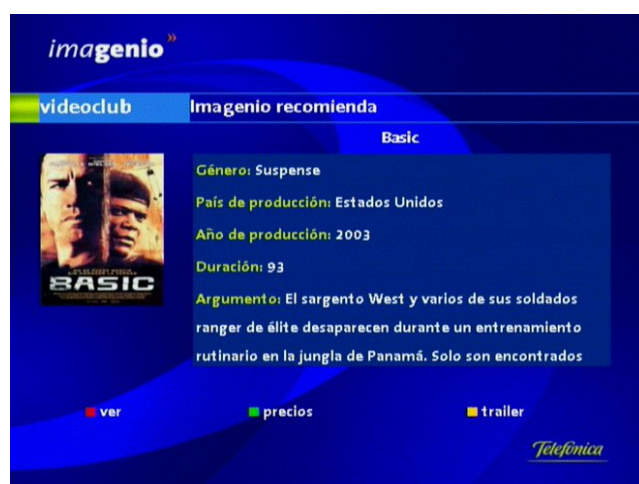 imagenio»
videoclub
Imagenio recomienda
Basic
BASIC
Género: Suspense
País de producción: Estados Unidos
Año de producción: 2003
Duración: 93
Argumento: El sargento West y varios de sus soldados
ranger de élite desaparecen durante un entrenamiento
rutinario en la jungla de Panamá. Solo son encontrados
ver
precios
trailer
Telefónica